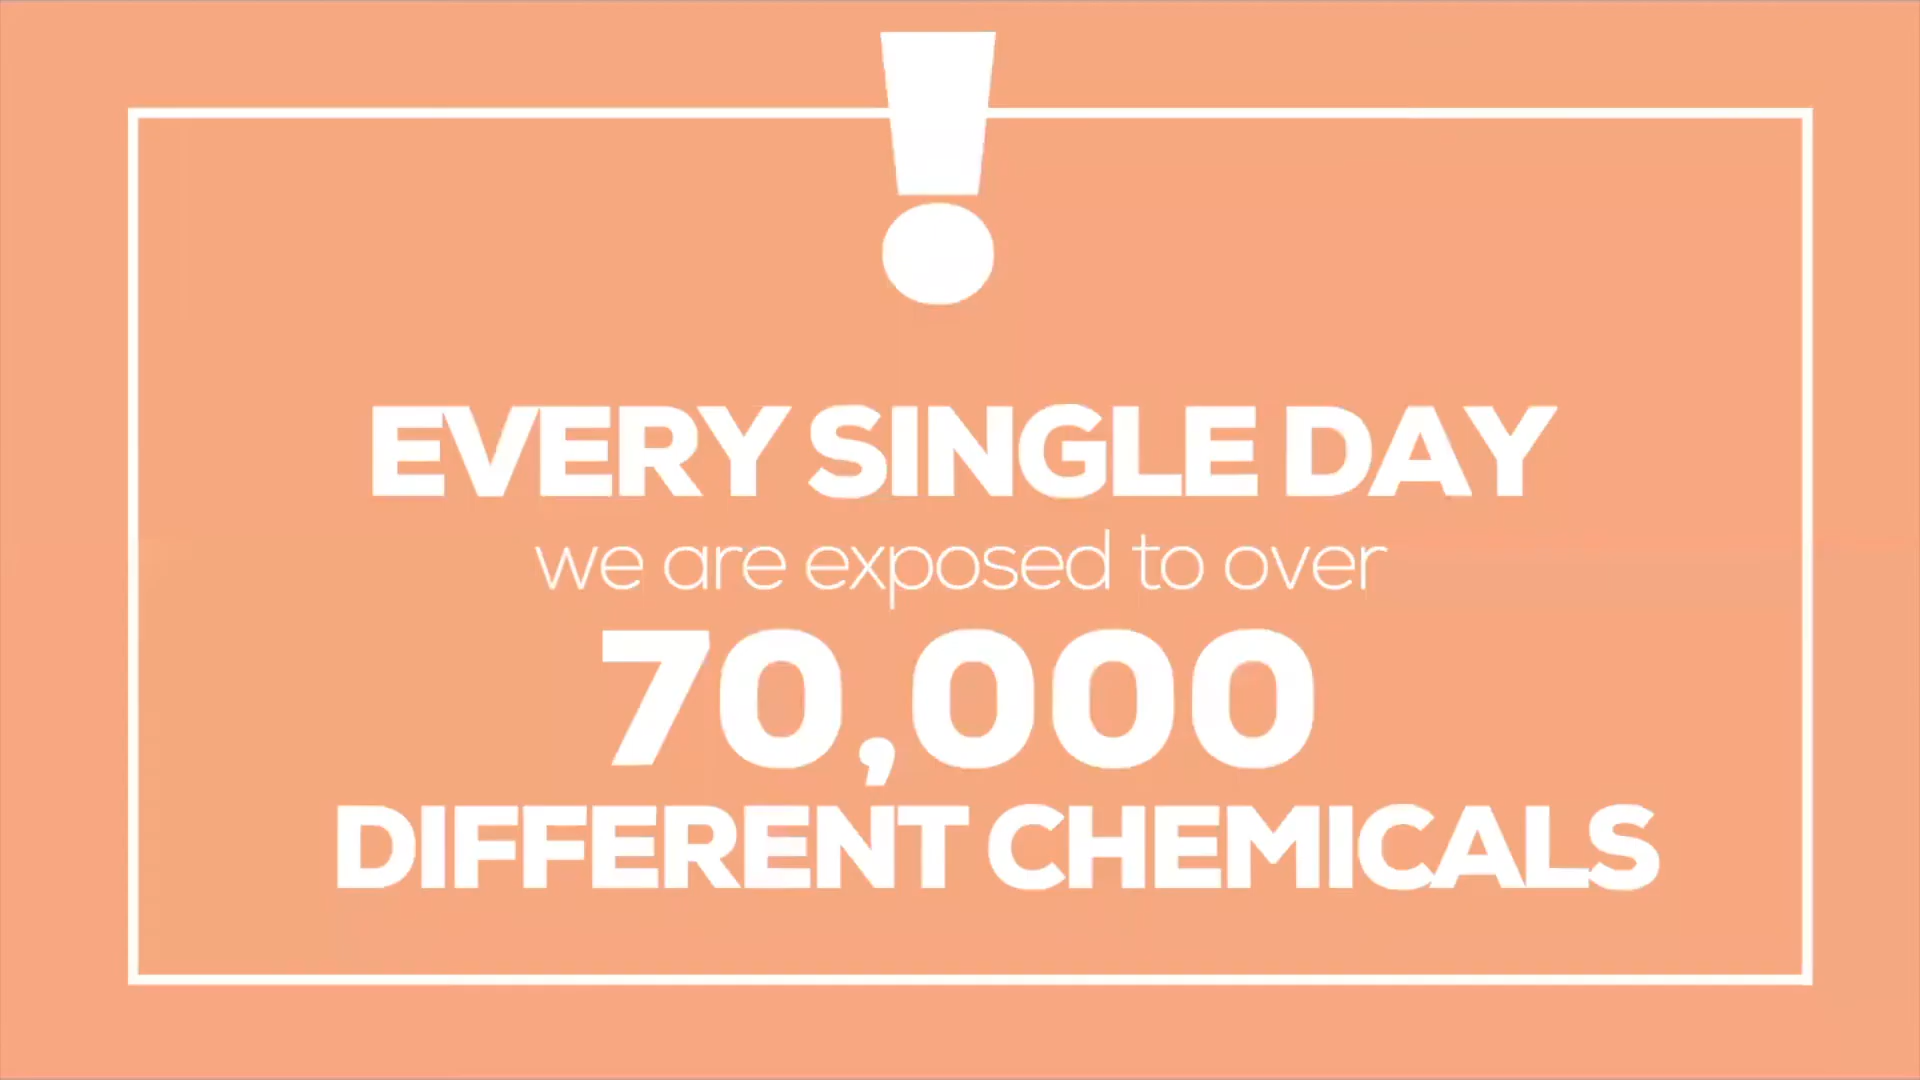 !
EVERY SINGLE DAY
we are exposed to over
70,000
DIFFERENT CHEMICALS